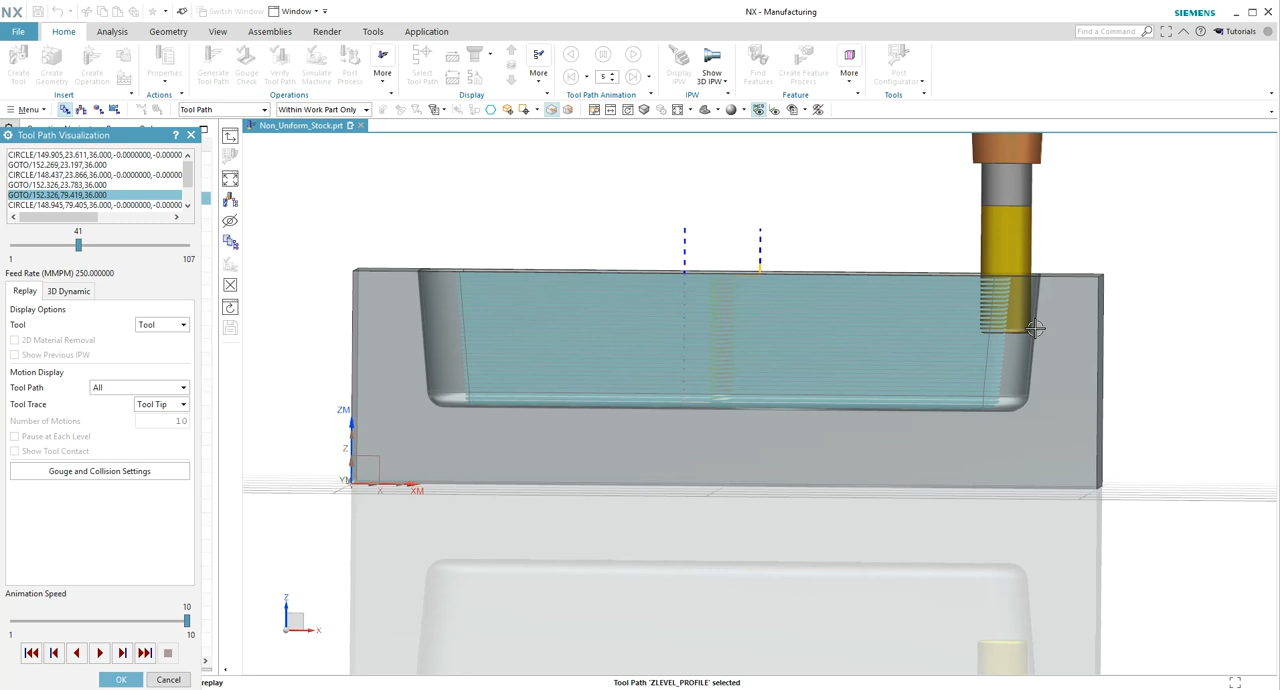 NX
Switch Window
Window
NX - Manufacturing
SIEMENS
File
Home
Analysis
Geometry
View
Assemblies
Render
Tools
Application
Find a Command
Tutorials
Create Tool
Create Geometry
Create Operation
Properties
Generate Tool Path
Gouge Check
Verify Tool Path
Simulate Machine
Post Process
More
Select Tool Path
More
5
Display IPW
Show 3D IPW
Find Features
Create Feature Process
More
Post Configurator
Insert
Actions
Operations
Display
Tool Path Animation
IPW
Feature
Tools
Menu
Tool Path
Within Work Part Only
Tool Path Visualization
Non_Uniform_Stock.prt
CIRCLE/149.905,23.611,36.000,-0.0000000,-0.00000
GOTO/152.269,23.197,36.000
CIRCLE/148.437,23.866,36.000,-0.0000000,-0.00000
GOTO/152.326,23.783,36.000
GOTO/152.326,79.419,36.000
CIRCLE/148.945,79.405,36.000,-0.0000000,-0.00000
41
1
107
Feed Rate (MMPM) 250.000000
Replay
3D Dynamic
Display Options
Tool
Tool
2D Material Removal
Show Previous IPW
Motion Display
Tool Path
All
Tool Trace
Tool Tip
Number of Motions
10
Pause at Each Level
Show Tool Contact
Gouge and Collision Settings
Animation Speed
10
1
10
OK
Cancel
replay
Tool Path 'ZLEVEL_PROFILE' selected
ZM
Z
YM
X
XM
Z
X